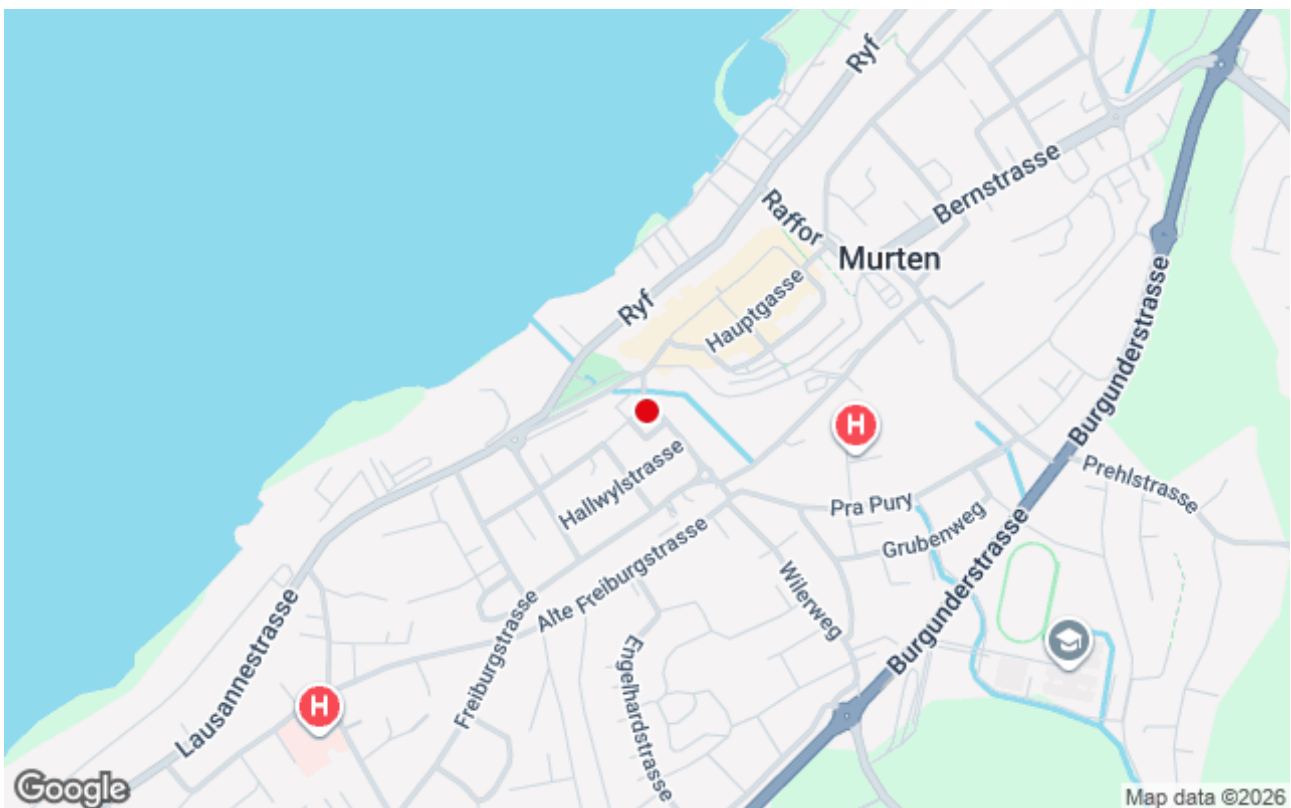 Ryf
Raffor
Bernstrasse
Murten
Ryf
Hauptgasse
Burgunderstrasse
H
Hallwylstrasse
Prehlstrasse
Pra Pury
Grubenweg
Alte Freiburgstrasse
Wilerweg
Burgunderstrasse
Lausannestrasse
Freiburgstrasse
Engelhardstrasse
H
Google
Map data ©2026